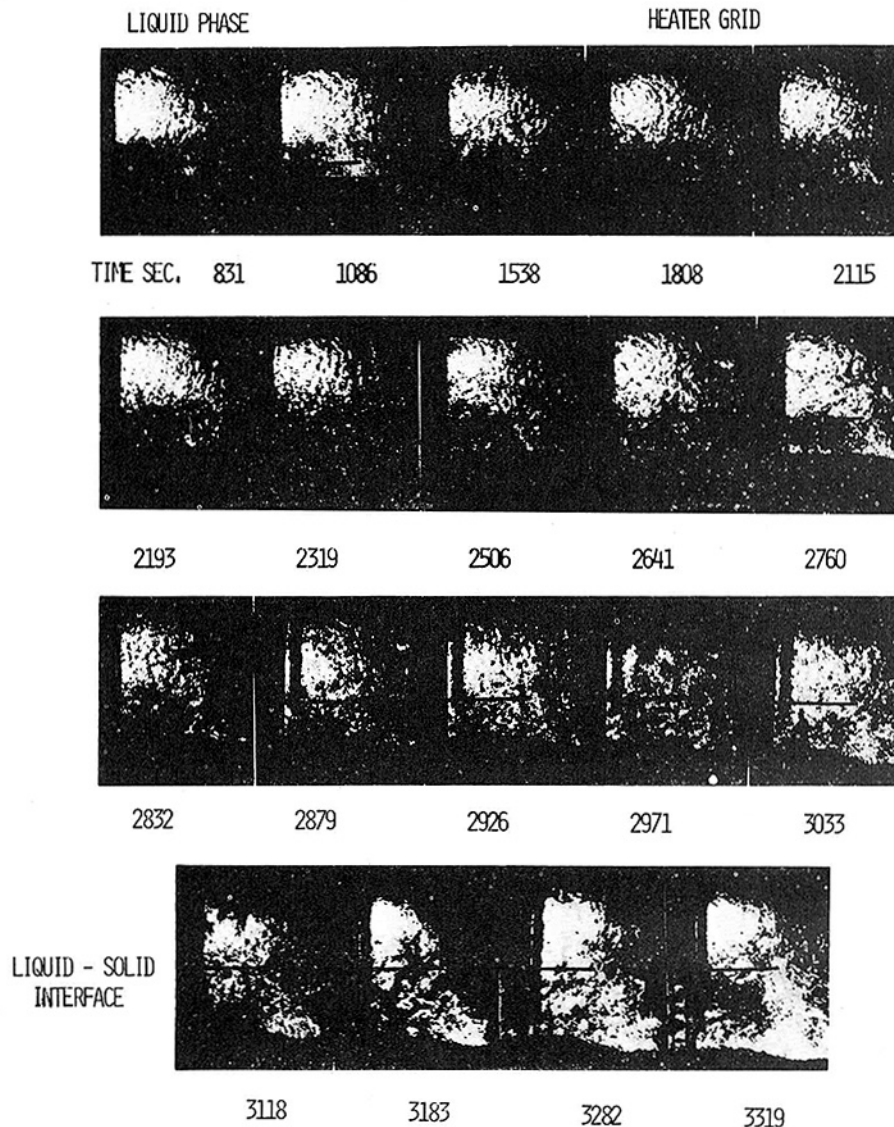 LIQUID PHASE HEATER GRID
TIME SEC. 831 1086 1538 1808 2115
2193 2319 2506 2641 2760
2832 2879 2926 2971 3033
LIQUID - SOLID
INTERFACE
3118 3183 3282 3319